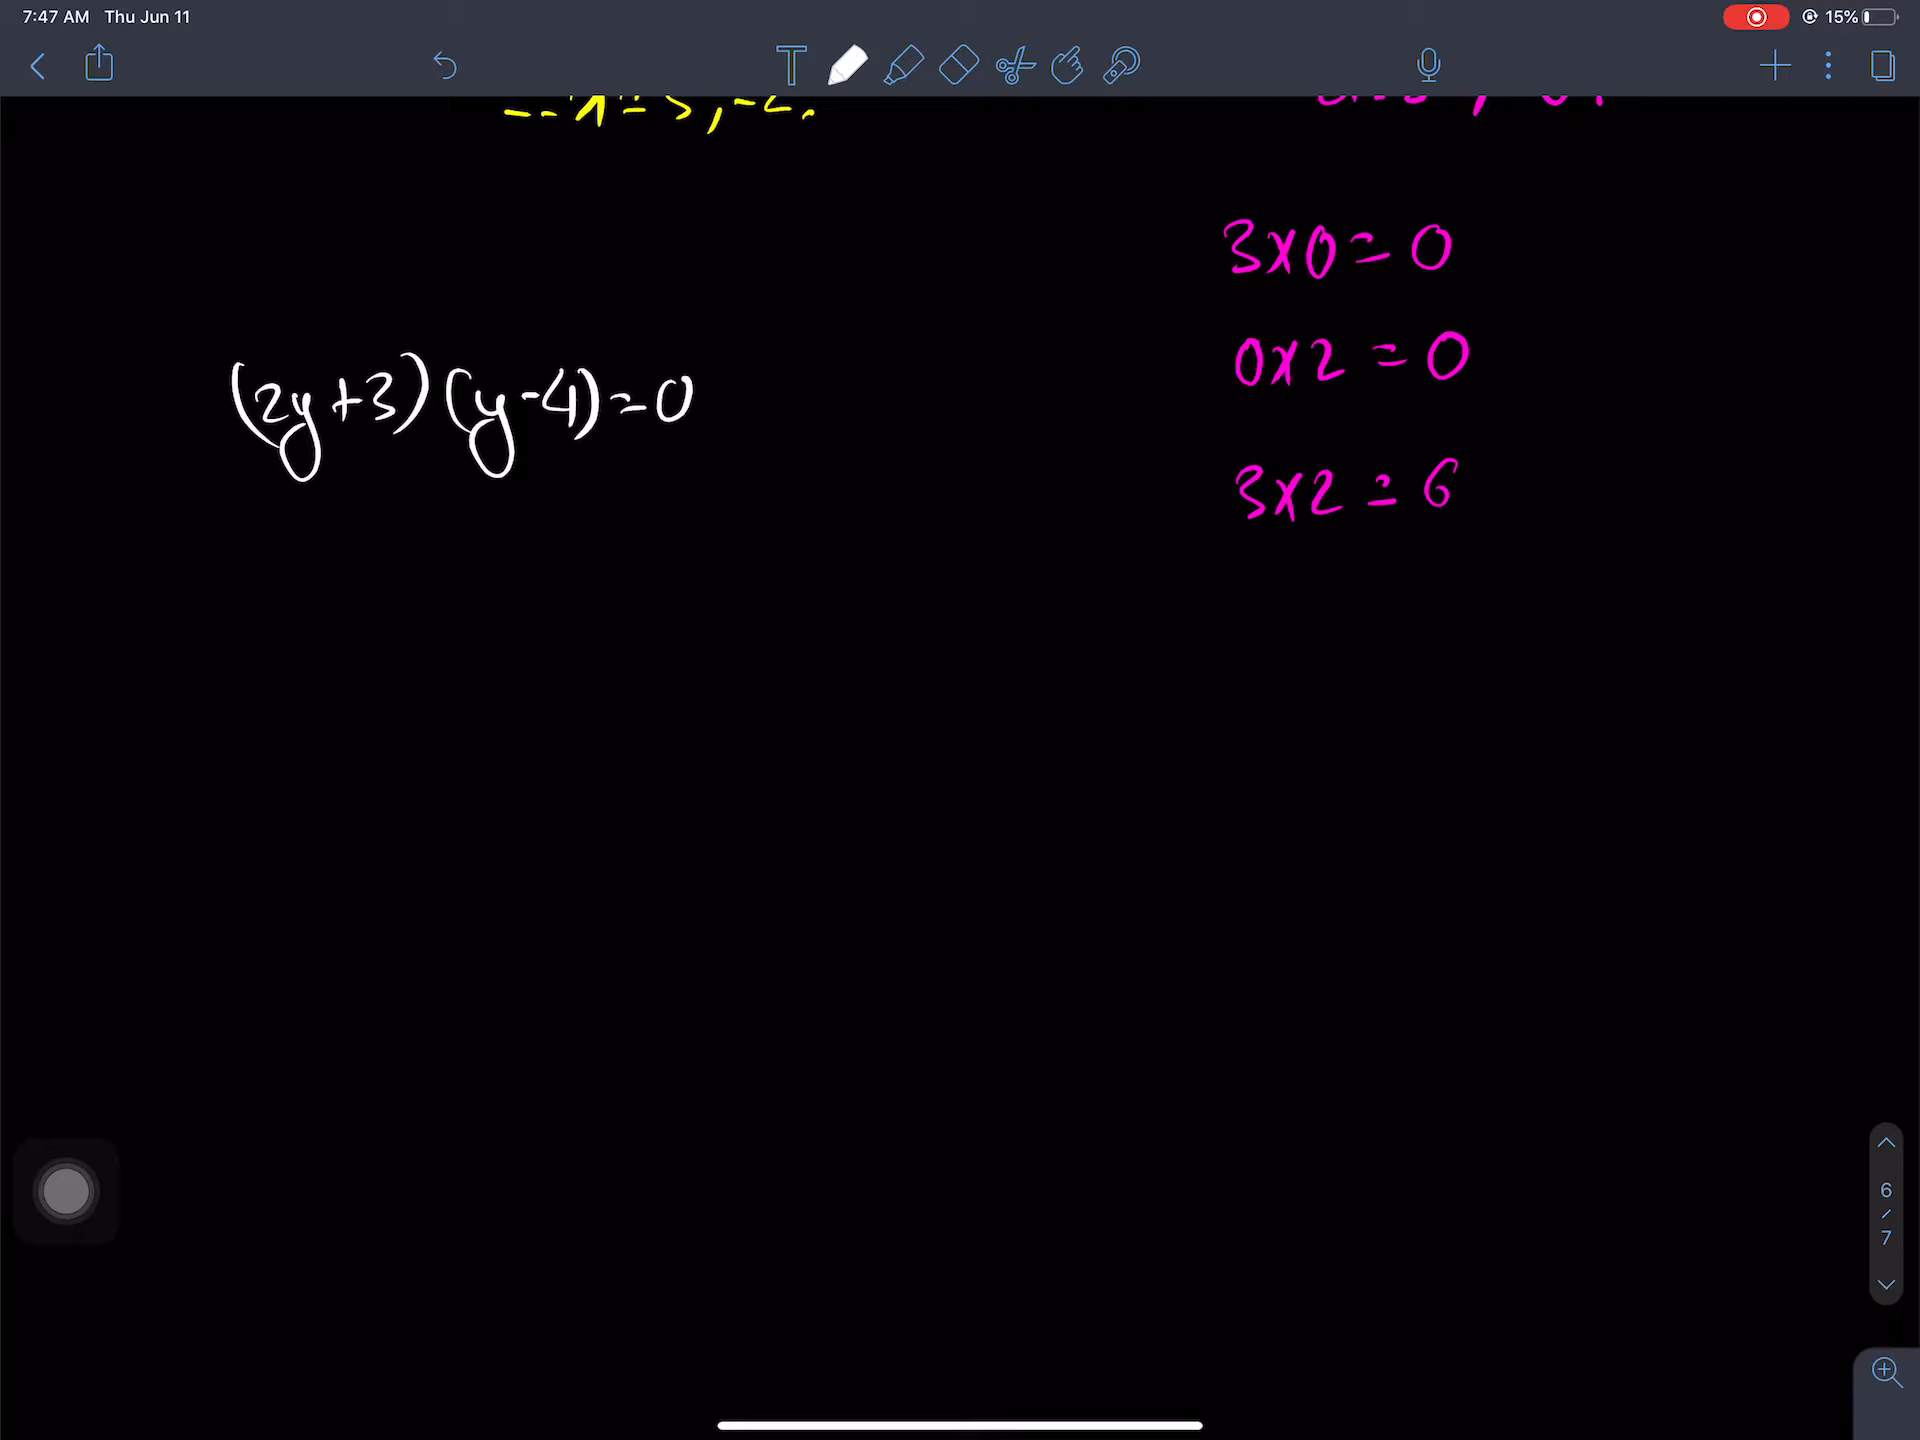 7:47 AM Thu Jun 11
15%
T
3x0=0
0x2=0
(2y+3)(y-4)=0
3x2=6
6
/
7